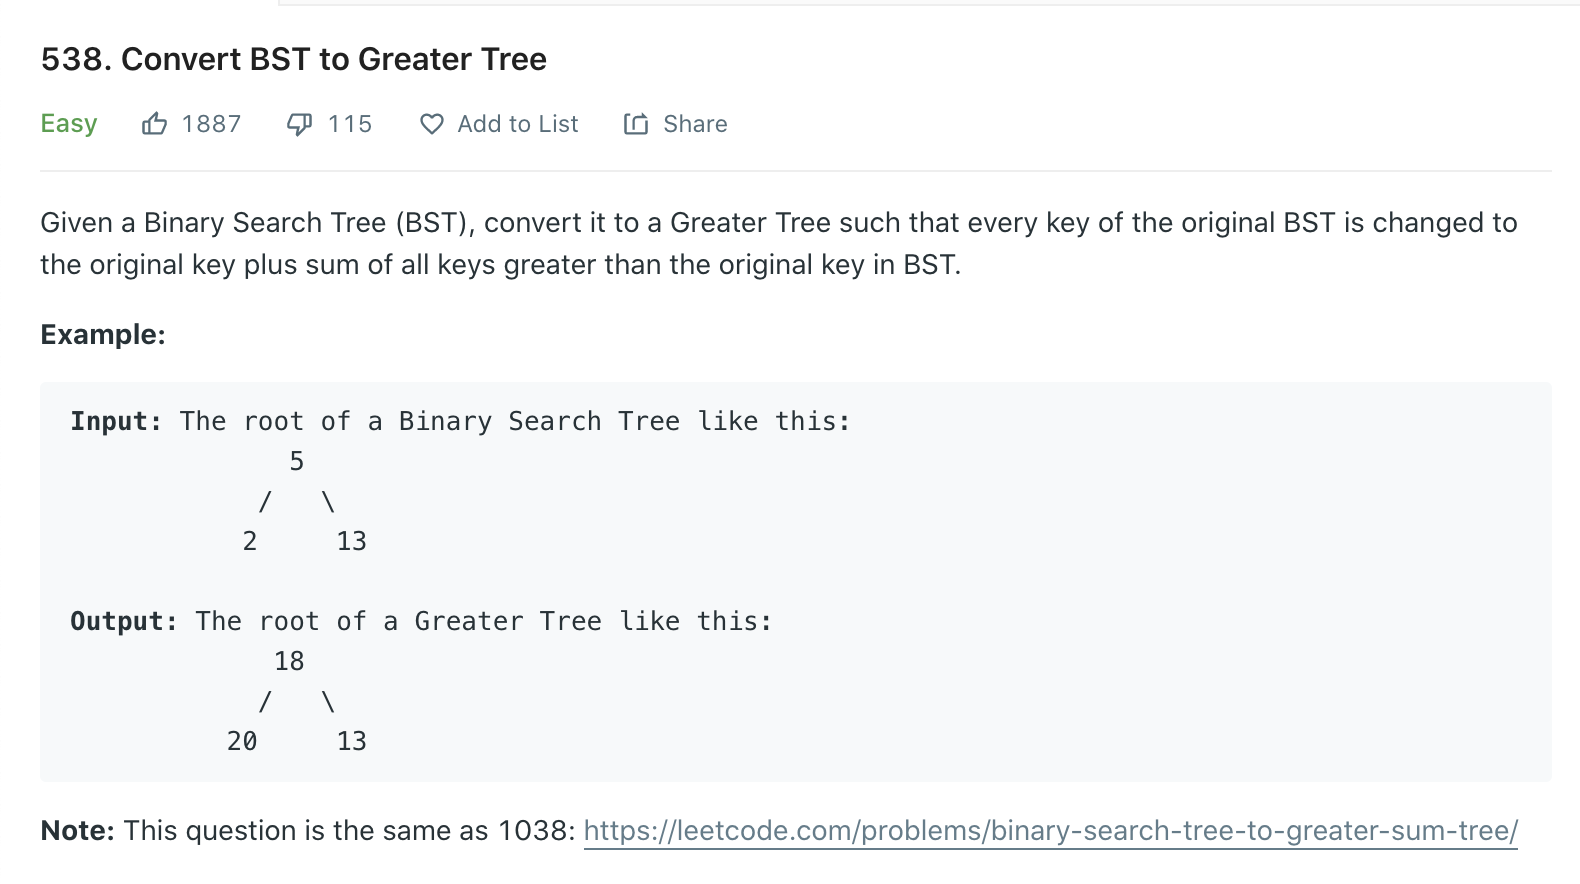 538. Convert BST to Greater Tree
Easy 1887 115 Add to List Share
Given a Binary Search Tree (BST), convert it to a Greater Tree such that every key of the original BST is changed to
the original key plus sum of all keys greater than the original key in BST.
Example:
Input: The root of a Binary Search Tree like this:
              5
            /   \
           2     13
Output: The root of a Greater Tree like this:
             18
            /   \
          20     13
Note: This question is the same as 1038: https://leetcode.com/problems/binary-search-tree-to-greater-sum-tree/